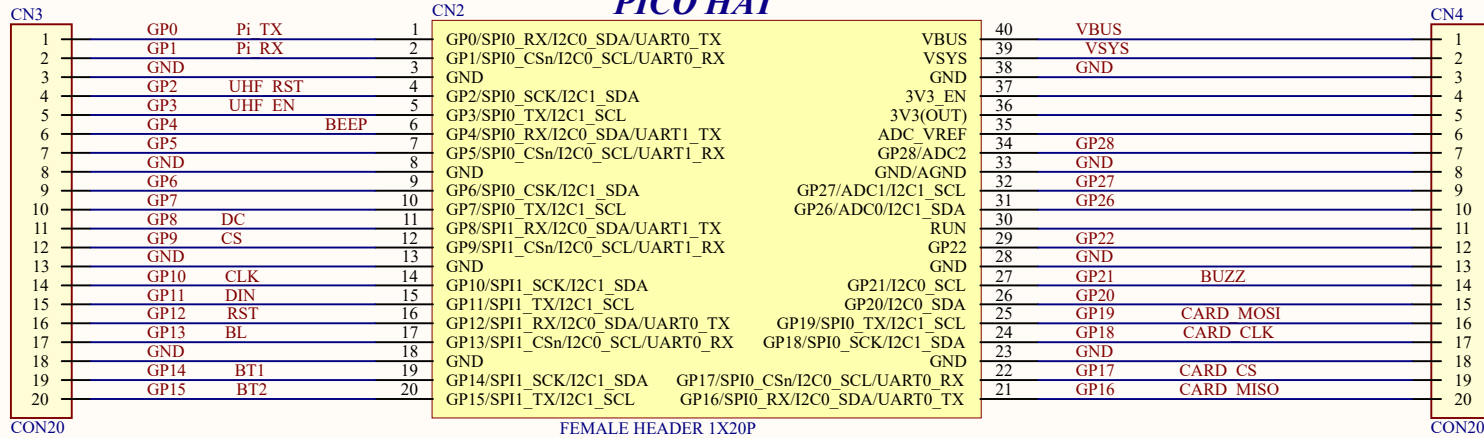 PICO HAT
CN3 CN2 CN4
1 GP0 Pi_TX 1 GP0/SPI0_RX/I2C0_SDA/UART0_TX VBUS 40 VBUS 1
2 GP1 Pi_RX 2 GP1/SPI0_CSn/I2C0_SCL/UART0_RX VSYS 39 VSYS 2
3 GND 3 GND GND 38 GND 3
4 GP2 UHF_RST 4 GP2/SPI0_SCK/I2C1_SDA 3V3_EN 37 4
5 GP3 UHF_EN 5 GP3/SPI0_TX/I2C1_SCL 3V3(OUT) 36 5
6 GP4 BEEP 6 GP4/SPI0_RX/I2C0_SDA/UART1_TX ADC_VREF 35 6
7 GP5 7 GP5/SPI0_CSn/I2C0_SCL/UART1_RX GP28/ADC2 34 GP28 7
8 GND 8 GND GND/AGND 33 GND 8
9 GP6 9 GP6/SPI0_CSK/I2C1_SDA GP27/ADC1/I2C1_SCL 32 GP27 9
10 GP7 10 GP7/SPI0_TX/I2C1_SCL GP26/ADC0/I2C1_SDA 31 GP26 10
11 GP8 DC 11 GP8/SPI1_RX/I2C0_SDA/UART1_TX RUN 30 11
12 GP9 CS 12 GP9/SPI1_CSn/I2C0_SCL/UART1_RX GP22 29 GP22 12
13 GND 13 GND GND 28 GND 13
14 GP10 CLK 14 GP10/SPI1_SCK/I2C1_SDA GP21/I2C0_SCL 27 GP21 BUZZ 14
15 GP11 DIN 15 GP11/SPI1_TX/I2C1_SCL GP20/I2C0_SDA 26 GP20 15
16 GP12 RST 16 GP12/SPI1_RX/I2C0_SDA/UART0_TX GP19/SPI0_TX/I2C1_SCL 25 GP19 CARD_MOSI 16
17 GP13 BL 17 GP13/SPI1_CSn/I2C0_SCL/UART0_RX GP18/SPI0_SCK/I2C1_SDA 24 GP18 CARD_CLK 17
18 GND 18 GND GND 23 GND 18
19 GP14 BT1 19 GP14/SPI1_SCK/I2C1_SDA GP17/SPI0_CSn/I2C0_SCL/UART0_RX 22 GP17 CARD_CS 19
20 GP15 BT2 20 GP15/SPI1_TX/I2C1_SCL GP16/SPI0_RX/I2C0_SDA/UART0_TX 21 GP16 CARD_MISO 20
CON20 FEMALE HEADER 1X20P CON20